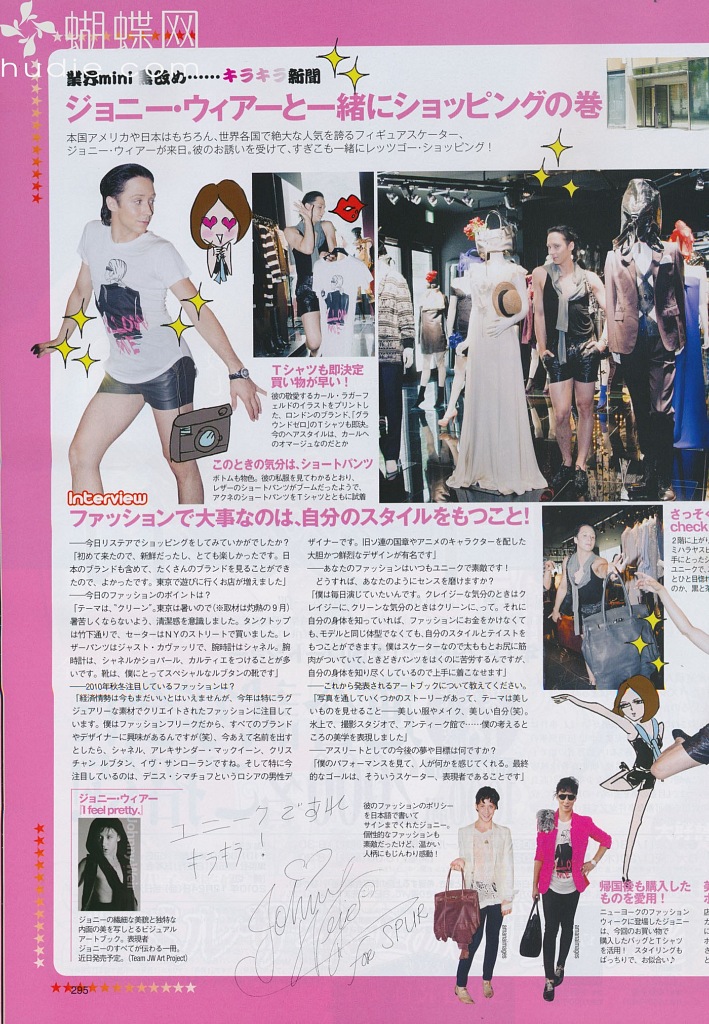 蝴蝶网
hudie.com
業界mini 番改め……キラキラ新聞
ジョニー・ウィアーと一緒にショッピングの巻
本国アメリカや日本はもちろん、世界各国で絶大な人気を誇るフィギュアスケーター、
ジョニー・ウィアーが来日。彼のお誘いを受けて、すぎこも一緒にレッツゴー・ショッピング！
Tシャツも即決定
買い物が早い！
彼の敬愛するカール・ラガーフ
ェルドのイラストをプリントし
た、ロンドンのブランド、「グラ
ウンドゼロ」のTシャツも即決。
今のヘアスタイルは、カールへ
のオマージュなのだとか
このときの気分は、ショートパンツ
ボトムも物色。彼の私服を見てわかるとおり、
レザーのショートパンツがブームだったようで、
アクネのショートパンツをTシャツとともに試着
Interview
ファッションで大事なのは、自分のスタイルをもつこと！
──今日リステアでショッピングをしてみていかがでしたか？
「初めて来たので、新鮮だったし、とても楽しかったです。日
本のブランドも含めて、たくさんのブランドを見ることができ
たので、よかったです。東京で遊びに行くお店が増えました」
──今日のファッションのポイントは？
「テーマは、“クリーン”。東京は暑いので（※取材は灼熱の9月）
暑苦しくならないよう、清潔感を意識しました。タンクトップ
は竹下通りで、セーターはNYのストリートで買いました。レ
ザーパンツはジャスト・カヴァッリで、腕時計はシャネル。腕
時計は、シャネルかショパール、カルティエをつけることが多
いです。靴は、僕にとってスペシャルなルブタンの靴です」
──2010年秋冬注目しているファッションは？
「経済情勢は今もまだいいとはいえませんが、今年は特にラグ
ジュアリーな素材でクリエイトされたファッションに注目して
います。僕はファッションフリークだから、すべてのブランド
やデザイナーに興味があるんですが（笑）、今あえて名前を出す
としたら、シャネル、アレキサンダー・マックイーン、クリス
チャン ルブタン、イヴ・サンローランですね。そして特に今
注目しているのは、デニス・シマチョフというロシアの男性デ
ザイナーです。旧ソ連の国章やアニメのキャラクターを配した
大胆かつ鮮烈なデザインが有名です」
──あなたのファッションはいつもユニークで素敵です！
どうすれば、あなたのようにセンスを磨けますか？
「僕は毎日演じていたいんです。クレイジーな気分のときはク
レイジーに、クリーンな気分のときはクリーンに、って。それに
自分の身体を知っていれば、ファッションにお金をかけなくて
も、モデルと同じ体型でなくても、自分のスタイルとテイストを
もつことができます。僕はスケーターなので太ももとお尻に筋
肉がついていて、ときどきパンツをはくのに苦労するんですが、
自分の身体を知り尽くしているので上手に着こなせます」
──これから発売されるアートブックについて教えてください。
「写真を通していくつかのストーリーがあって、テーマは美し
いものを見せること──美しい服やメイク、美しい自分（笑）。
氷上で、撮影スタジオで、アンティーク館で……僕の考えると
ころの美学を表現しました」
──アスリートとしての今後の夢や目標は何ですか？
「僕のパフォーマンスを見て、人が何かを感じてくれる。最終
的なゴールは、そういうスケーター、表現者であることです」
さっそく
check
2階に上がり
ミハラヤスヒ
手にとったシ
ユニークで、
とひと目惚れ
の、黒と茶
ジョニー・ウィアー
『I feel pretty.』
ジョニーの繊細な美貌と独特な
内面の美を写しとるビジュアル
アートブック。表現者
ジョニーのすべてが伝わる一冊。
近日発売予定。（Team JW Art Project）
ユニークですれ
キラキラ！
Johnny
for SPUR
彼のファッションのポリシー
を日本語で書いて
サインまでくれたジョニー。
個性的なファッションも
素敵だったけど、温かい
人柄にもじんわり感動！
帰国後も購入した
ものを愛用！
ニューヨークのファッション
ウィークに登場したジョニー
は、今回のお買い物で
購入したバッグとTシャツ
を活用！ スタイリングも
ばっちりで、お似合い♪
295